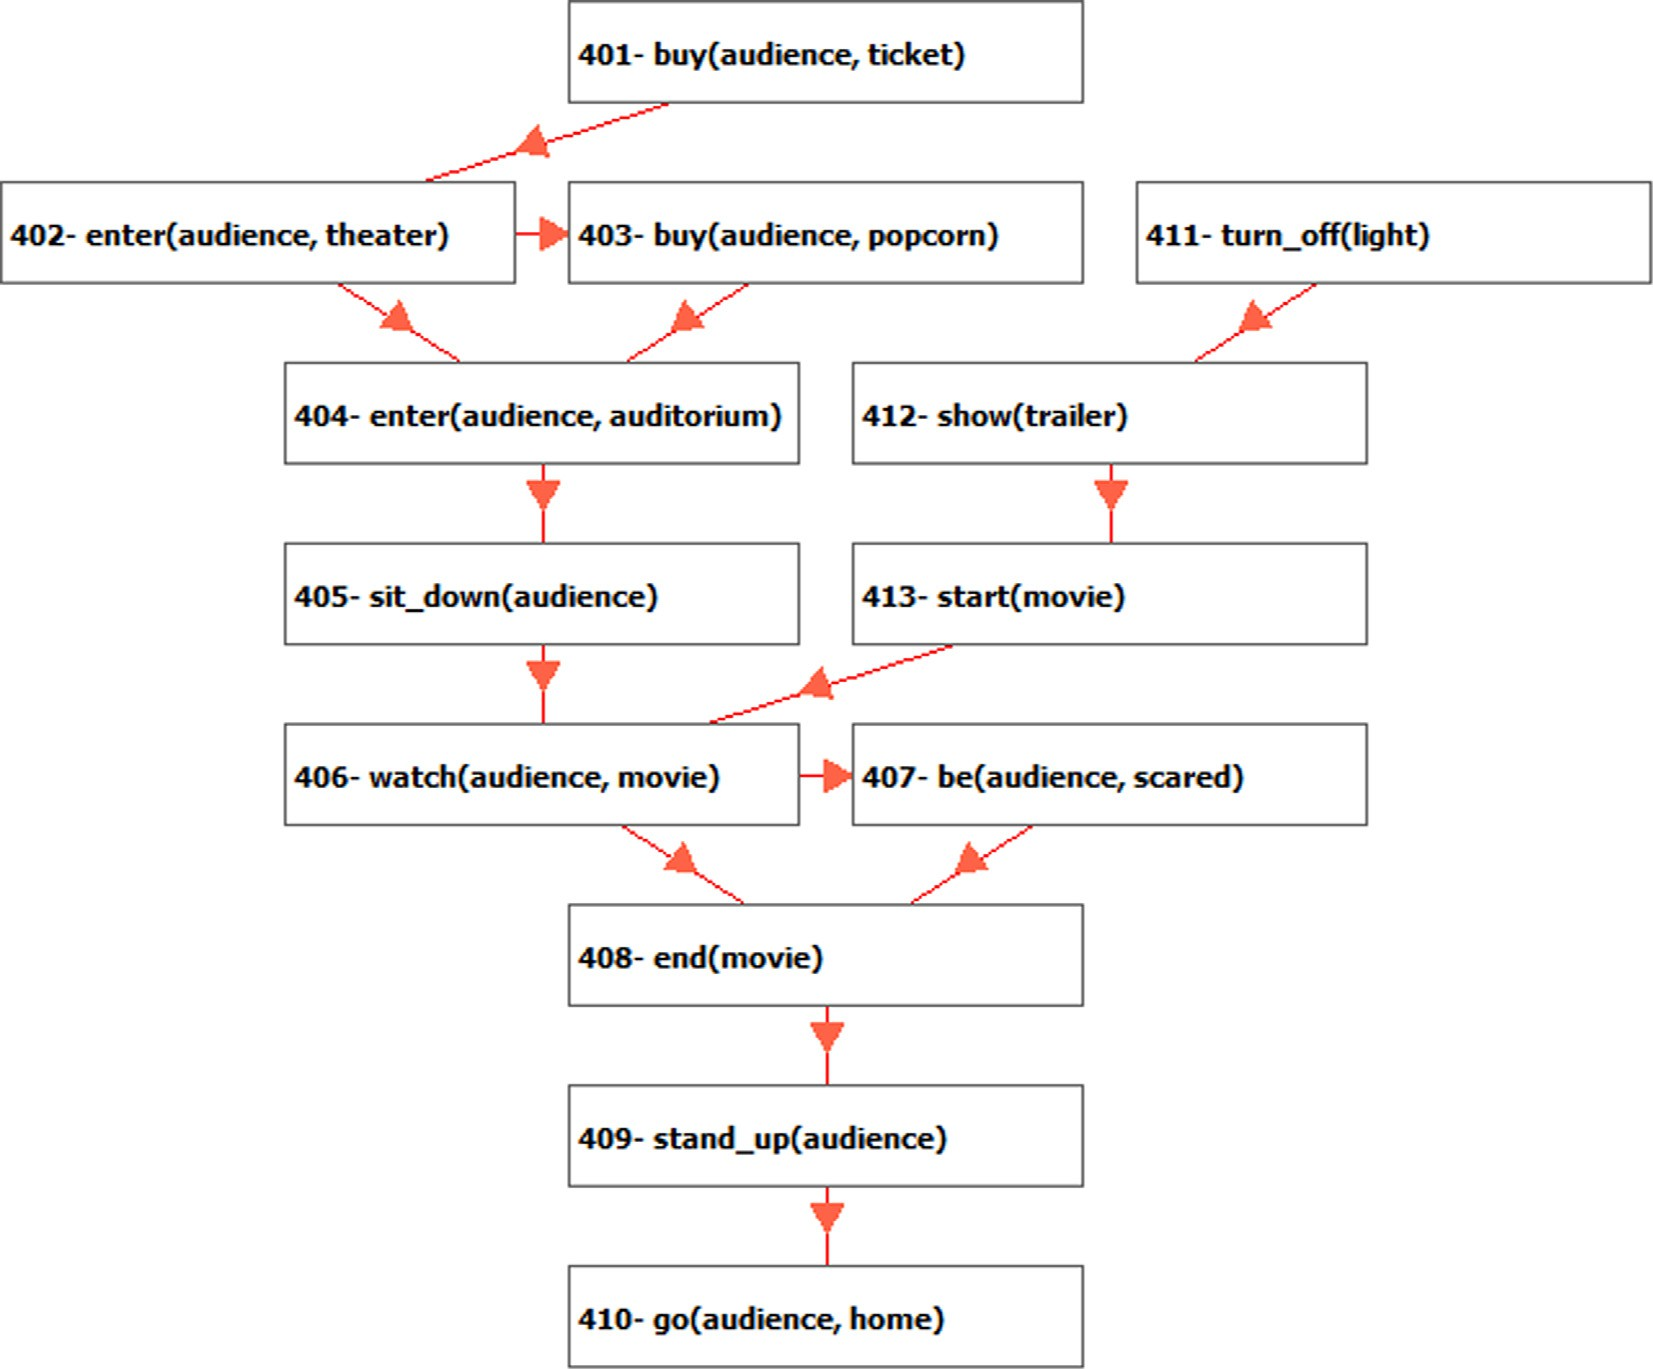 401- buy(audience, ticket)
402- enter(audience, theater)
403- buy(audience, popcorn)
411- turn_off(light)
404- enter(audience, auditorium)
412- show(trailer)
405- sit_down(audience)
413- start(movie)
406- watch(audience, movie)
407- be(audience, scared)
408- end(movie)
409- stand_up(audience)
410- go(audience, home)